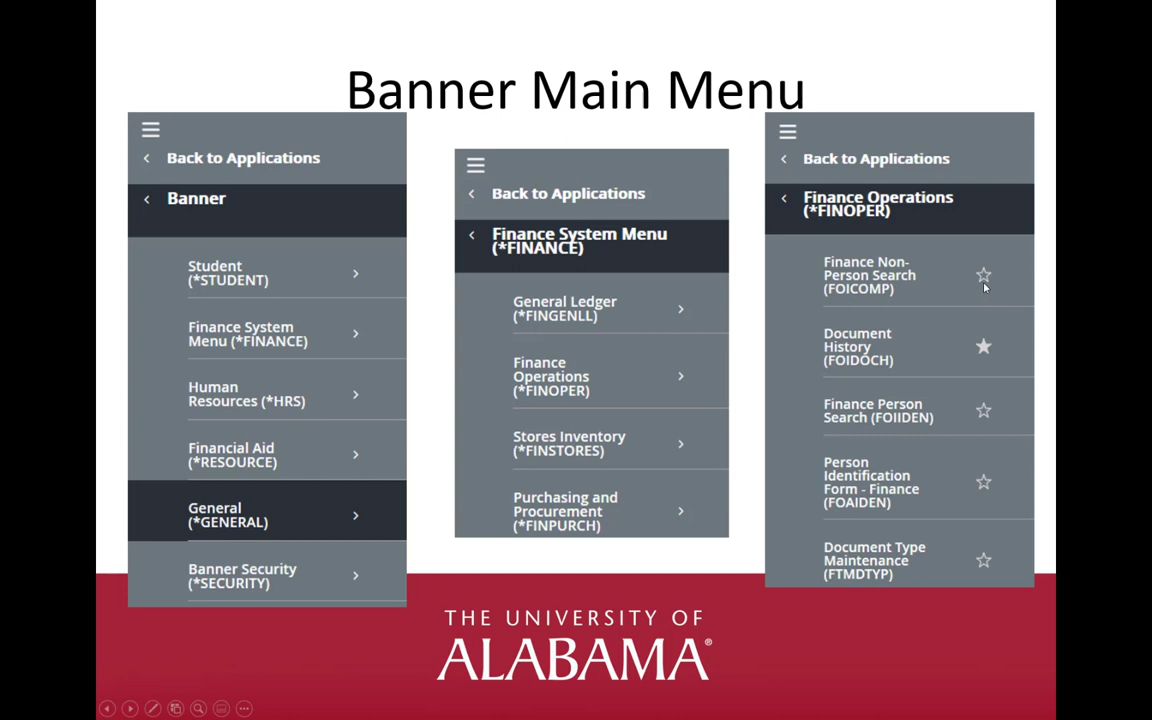 Banner Main Menu
Back to Applications
Banner
Student
(*STUDENT)
Finance System
Menu (*FINANCE)
Human
Resources (*HRS)
Financial Aid
(*RESOURCE)
General
(*GENERAL)
Banner Security
(*SECURITY)
Back to Applications
Finance System Menu
(*FINANCE)
General Ledger
(*FINGENLL)
Finance
Operations
(*FINOPER)
Stores Inventory
(*FINSTORES)
Purchasing and
Procurement
(*FINPURCH)
Back to Applications
Finance Operations
(*FINOPER)
Finance Non-
Person Search
(FOICOMP)
Document
History
(FOIDOCH)
Finance Person
Search (FOIIDEN)
Person
Identification
Form - Finance
(FOAIDEN)
Document Type
Maintenance
(FTMDTYP)
THE UNIVERSITY OF
ALABAMA®